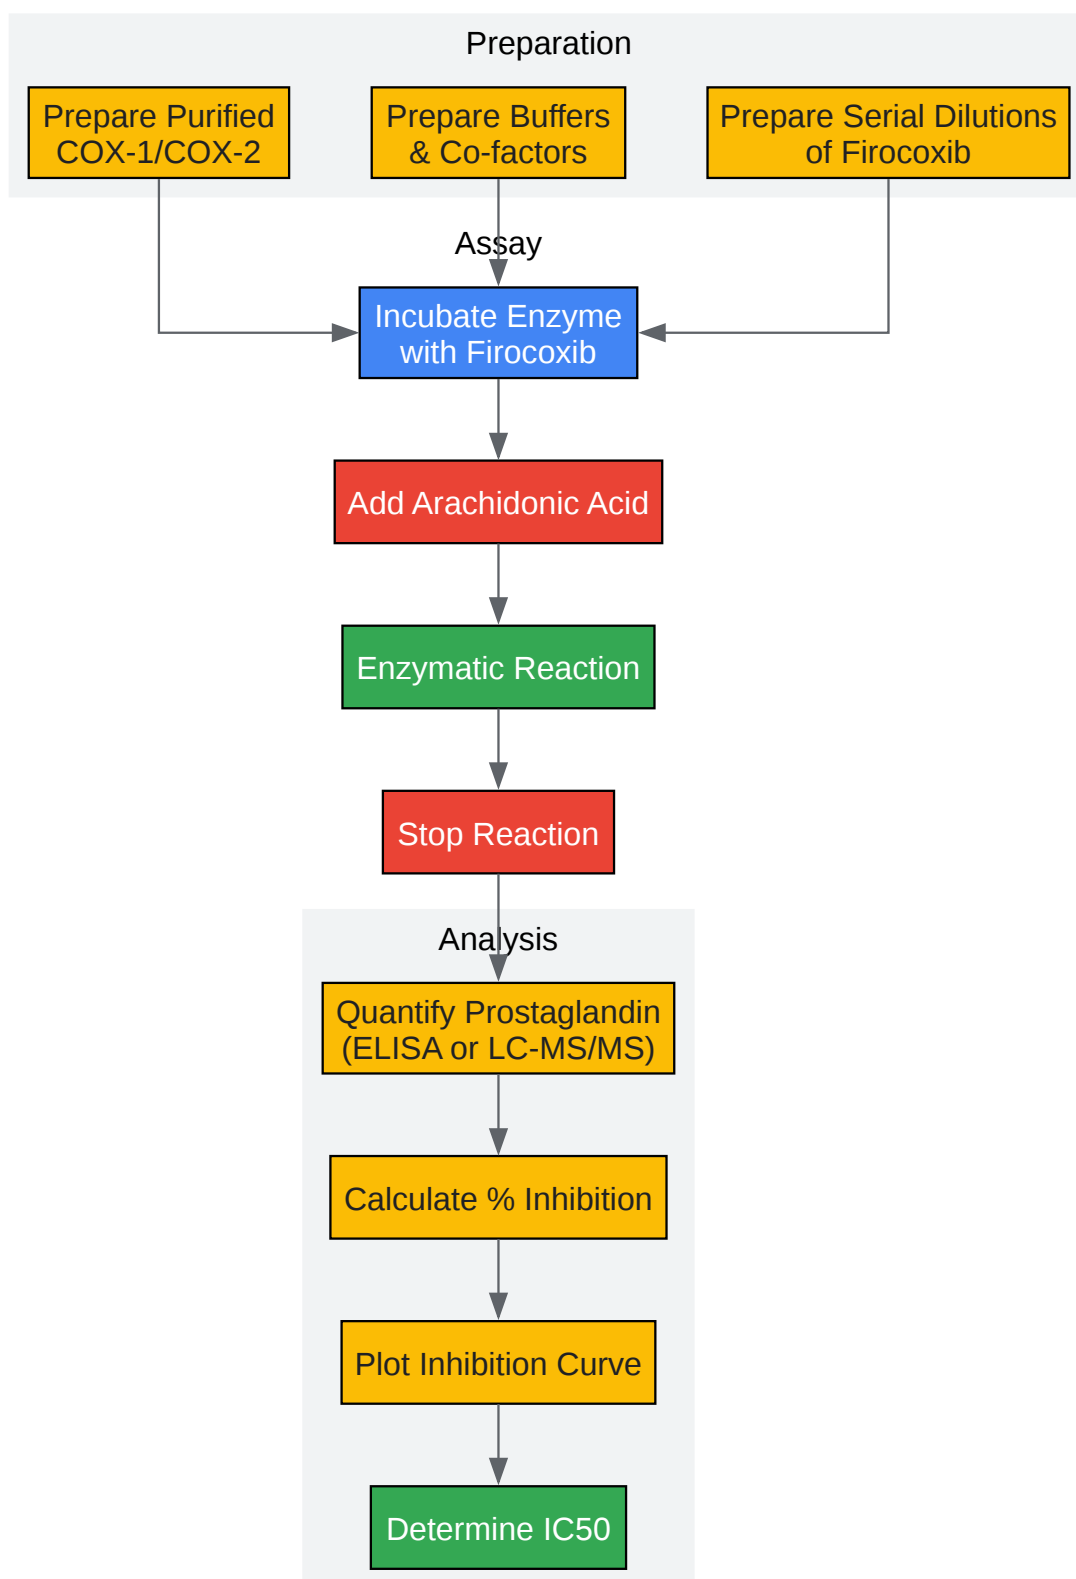 Preparation
Prepare Purified
COX-1/COX-2
Prepare Buffers
& Co-factors
Prepare Serial Dilutions
of Firocoxib
Assay
Incubate Enzyme
with Firocoxib
Add Arachidonic Acid
Enzymatic Reaction
Stop Reaction
Analysis
Quantify Prostaglandin
(ELISA or LC-MS/MS)
Calculate % Inhibition
Plot Inhibition Curve
Determine IC50